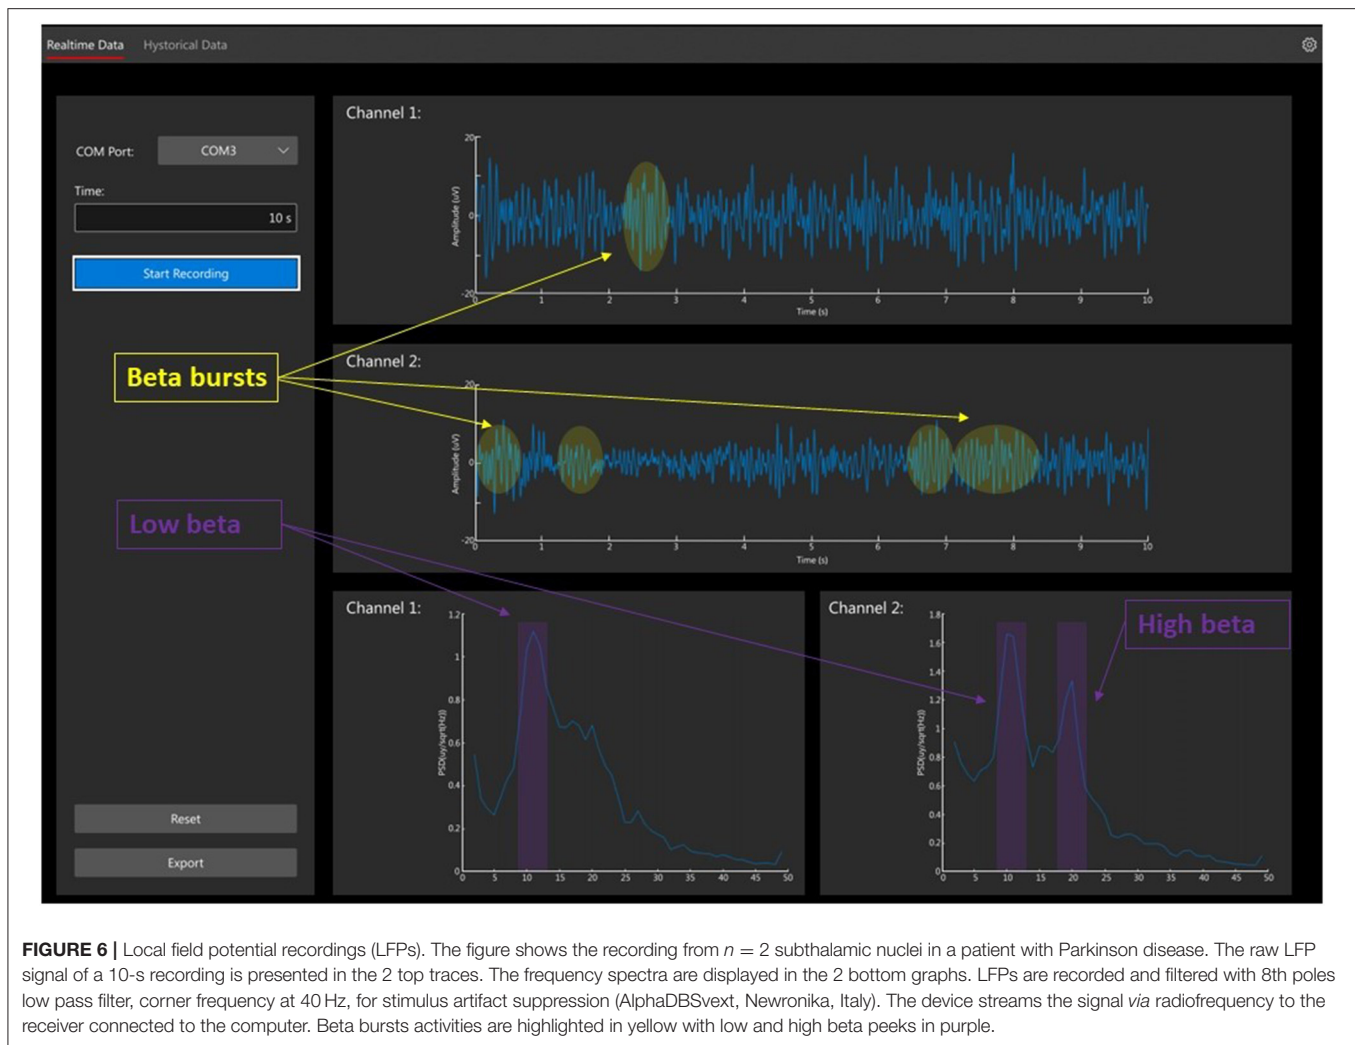 Realtime Data Hystorical Data
COM Port: COM3
Time:
10 s
Start Recording
Channel 1:
20
0
-20
Amplitude (uV)
0 1 2 3 4 5 6 7 8 9 10
Time (s)
Beta bursts
Channel 2:
20
0
-20
Amplitude (uV)
0 1 2 3 4 5 6 7 8 9 10
Time (s)
Low beta
Channel 1:
1.2
1
0.8
0.6
0.4
0.2
0
PSD(uy/sqrt(Hz))
0 5 10 15 20 25 30 35 40 45 50
Channel 2:
High beta
1.8
1.6
1.4
1.2
1
0.8
0.6
0.4
0.2
0
PSD(uy/sqrt(Hz))
0 5 10 15 20 25 30 35 40 45 50
Reset
Export
FIGURE 6 | Local field potential recordings (LFPs). The figure shows the recording from n = 2 subthalamic nuclei in a patient with Parkinson disease. The raw LFP
signal of a 10-s recording is presented in the 2 top traces. The frequency spectra are displayed in the 2 bottom graphs. LFPs are recorded and filtered with 8th poles
low pass filter, corner frequency at 40 Hz, for stimulus artifact suppression (AlphaDBSvext, Newronika, Italy). The device streams the signal via radiofrequency to the
receiver connected to the computer. Beta bursts activities are highlighted in yellow with low and high beta peeks in purple.